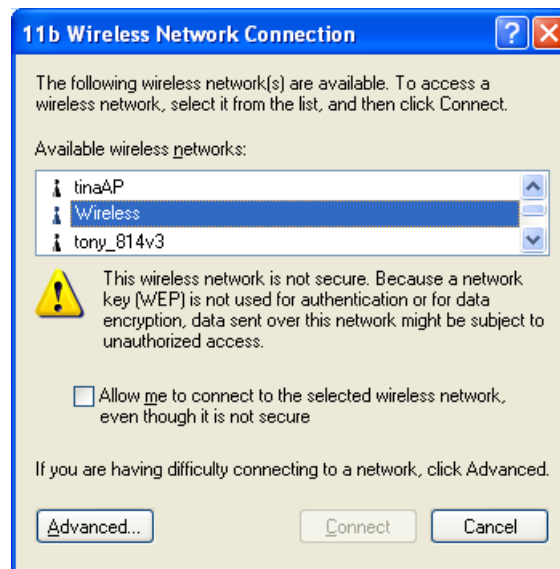 11b Wireless Network Connection
The following wireless network(s) are available. To access a
wireless network, select it from the list, and then click Connect.
Available wireless networks:
tinaAP
Wireless
tony_814v3
This wireless network is not secure. Because a network
key (WEP) is not used for authentication or for data
encryption, data sent over this network might be subject to
unauthorized access.
Allow me to connect to the selected wireless network,
even though it is not secure
If you are having difficulty connecting to a network, click Advanced.
Advanced... Connect Cancel